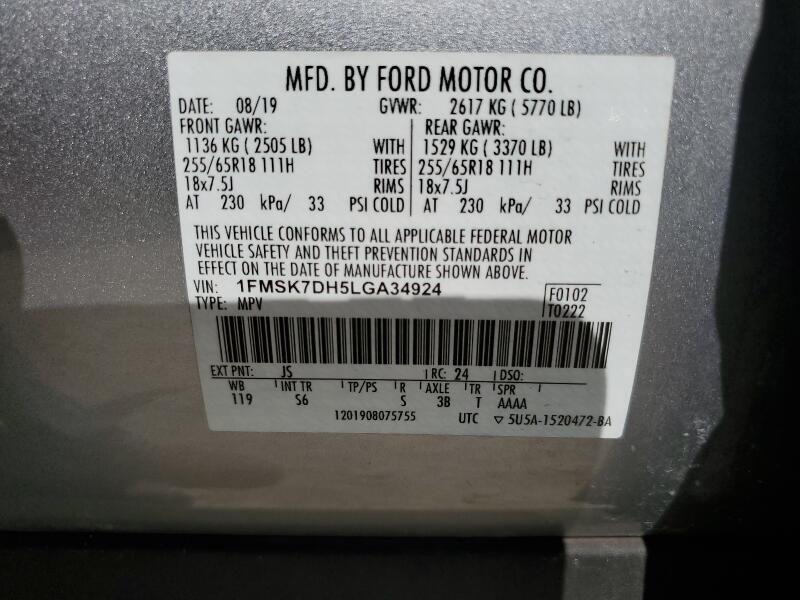 MFD. BY FORD MOTOR CO.
DATE: 08/19 GVWR: 2617 KG ( 5770 LB)
FRONT GAWR: REAR GAWR:
1136 KG ( 2505 LB) WITH 1529 KG ( 3370 LB) WITH
255/65R18 111H TIRES 255/65R18 111H TIRES
18x7.5J RIMS 18x7.5J RIMS
AT 230 kPa/ 33 PSI COLD AT 230 kPa/ 33 PSI COLD
THIS VEHICLE CONFORMS TO ALL APPLICABLE FEDERAL MOTOR
VEHICLE SAFETY AND THEFT PREVENTION STANDARDS IN
EFFECT ON THE DATE OF MANUFACTURE SHOWN ABOVE.
VIN: 1FMSK7DH5LGA34924 F0102
TYPE: MPV T0222
EXT PNT: JS RC: 24 DSO:
WB INT TR TP/PS R AXLE TR SPR
119 S6 S 3B T AAAA
1201908075755 UTC ▽ 5U5A-1520472-BA